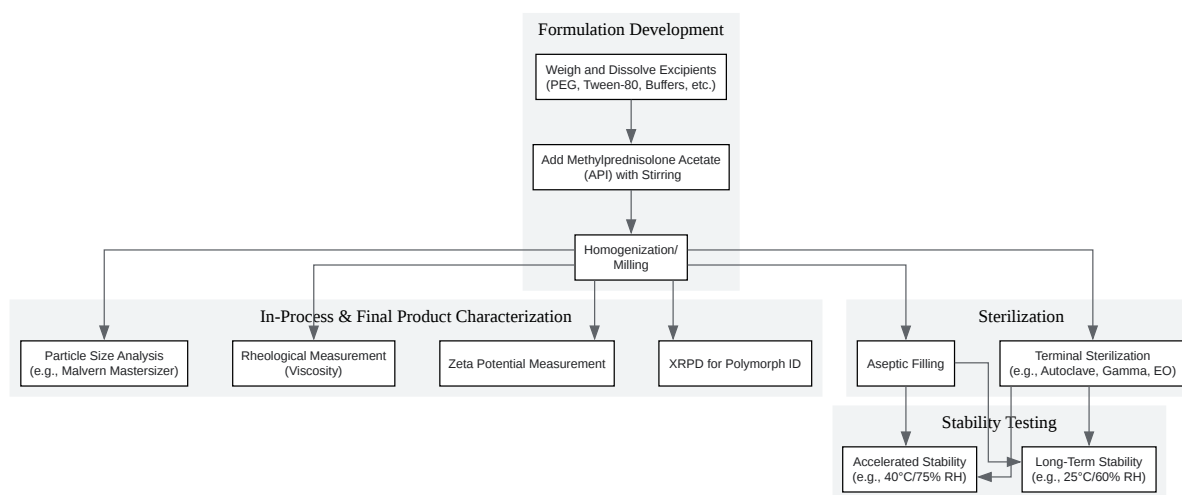 Formulation Development
Weigh and Dissolve Excipients
(PEG, Tween-80, Buffers, etc.)
Add Methylprednisolone Acetate
(API) with Stirring
Homogenization/
Milling
In-Process & Final Product Characterization
Particle Size Analysis
(e.g., Malvern Mastersizer)
Rheological Measurement
(Viscosity)
Zeta Potential Measurement
XRPD for Polymorph ID
Sterilization
Aseptic Filling
Terminal Sterilization
(e.g., Autoclave, Gamma, EO)
Stability Testing
Accelerated Stability
(e.g., 40°C/75% RH)
Long-Term Stability
(e.g., 25°C/60% RH)